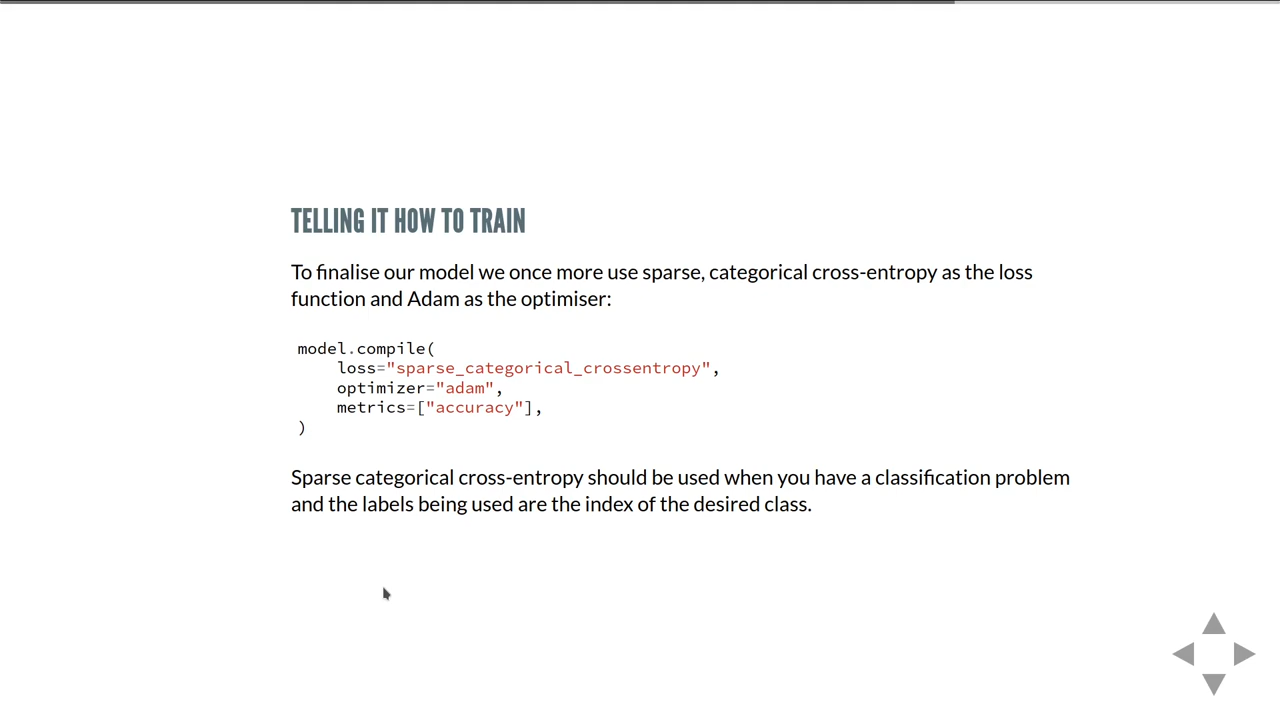 TELLING IT HOW TO TRAIN
To finalise our model we once more use sparse, categorical cross-entropy as the loss
function and Adam as the optimiser:
model.compile(
    loss="sparse_categorical_crossentropy",
    optimizer="adam",
    metrics=["accuracy"],
)
Sparse categorical cross-entropy should be used when you have a classification problem
and the labels being used are the index of the desired class.